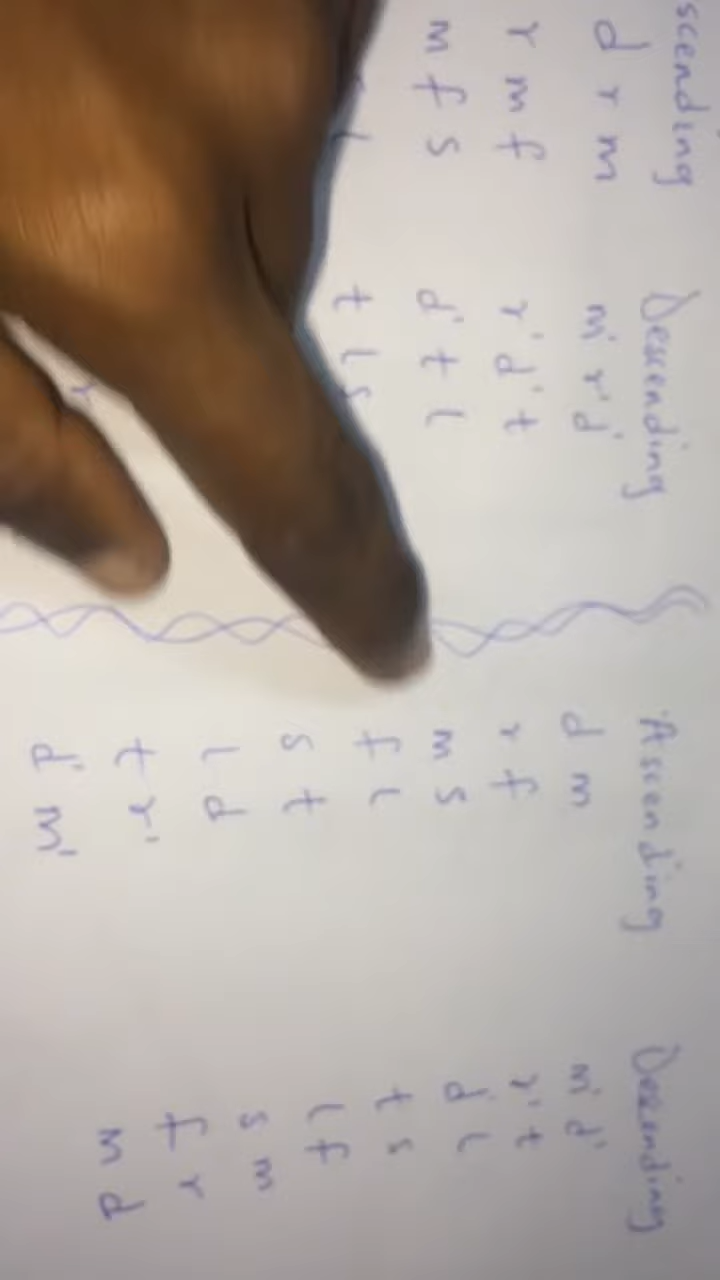 scending Descending Ascending Descending
d r m m' r' d' d m m' d'
r m f r' d' t r f r' t
m f s d' t l m s d' l
l t l s f l t s
s t l f
l d s m
r t r' f r
d' m' m d